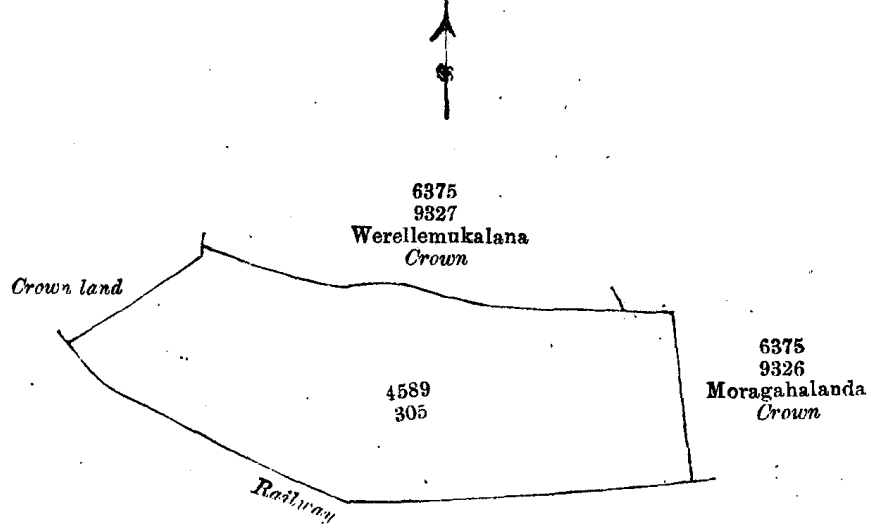 6375
9327
Werellemukalana
Crown
Crown land
6375
9326
Moragahalanda
Crown
4589
305
Railway